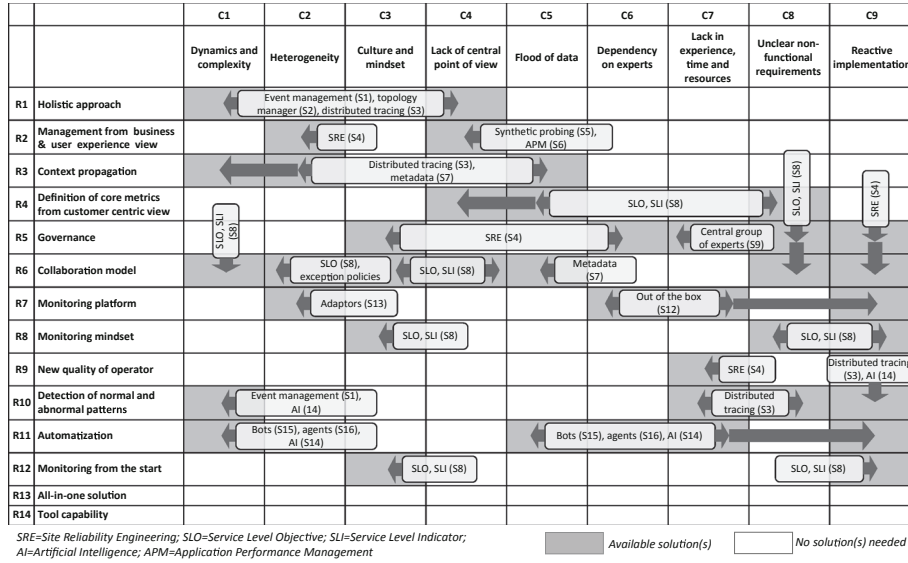 C1 C2 C3 C4 C5 C6 C7 C8 C9
Dynamics and complexity
Heterogeneity
Culture and mindset
Lack of central point of view
Flood of data
Dependency on experts
Lack in experience, time and resources
Unclear non-functional requirements
Reactive implementation
R1 Holistic approach
Event management (S1), topology
manager (S2), distributed tracing (S3)
R2 Management from business
& user experience view
SRE (S4)
Synthetic probing (S5),
APM (S6)
R3 Context propagation
Distributed tracing (S3),
metadata (S7)
SLO, SLI (S8)
SRE (S4)
R4 Definition of core metrics
from customer centric view
SLO, SLI (S8)
SLO, SLI
(S8)
R5 Governance
SRE (S4)
Central group
of experts (S9)
R6 Collaboration model
SLO (S8),
exception policies
SLO, SLI (S8)
Metadata
(S7)
R7 Monitoring platform
Adaptors (S13)
Out of the box
(S12)
R8 Monitoring mindset
SLO, SLI (S8)
SLO, SLI (S8)
R9 New quality of operator
SRE (S4)
Distributed tracing
(S3), AI (14)
R10 Detection of normal and
abnormal patterns
Event management (S1),
AI (14)
Distributed
tracing (S3)
R11 Automatization
Bots (S15), agents (S16),
AI (S14)
Bots (S15), agents (S16), AI (S14)
R12 Monitoring from the start
SLO, SLI (S8)
SLO, SLI (S8)
R13 All-in-one solution
R14 Tool capability
SRE=Site Reliability Engineering; SLO=Service Level Objective; SLI=Service Level Indicator;
AI=Artificial Intelligence; APM=Application Performance Management
Available solution(s)
No solution(s) needed